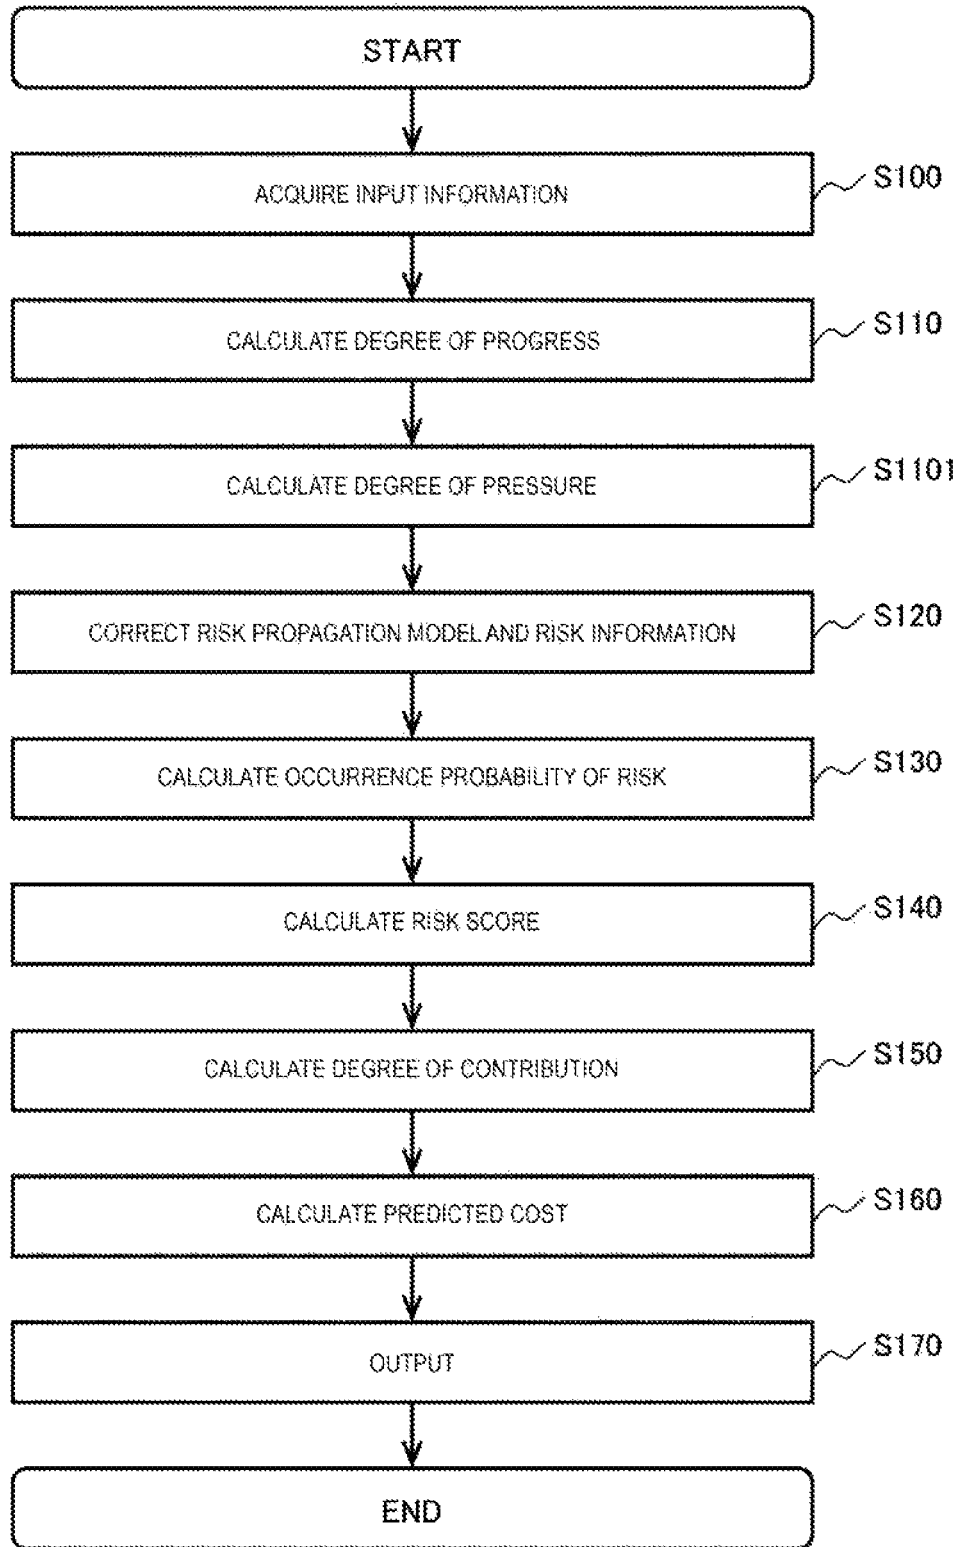 START
ACQUIRE INPUT INFORMATION
S100
CALCULATE DEGREE OF PROGRESS
S110
CALCULATE DEGREE OF PRESSURE
S1101
CORRECT RISK PROPAGATION MODEL AND RISK INFORMATION
S120
CALCULATE OCCURRENCE PROBABILITY OF RISK
S130
CALCULATE RISK SCORE
S140
CALCULATE DEGREE OF CONTRIBUTION
S150
CALCULATE PREDICTED COST
S160
OUTPUT
S170
END